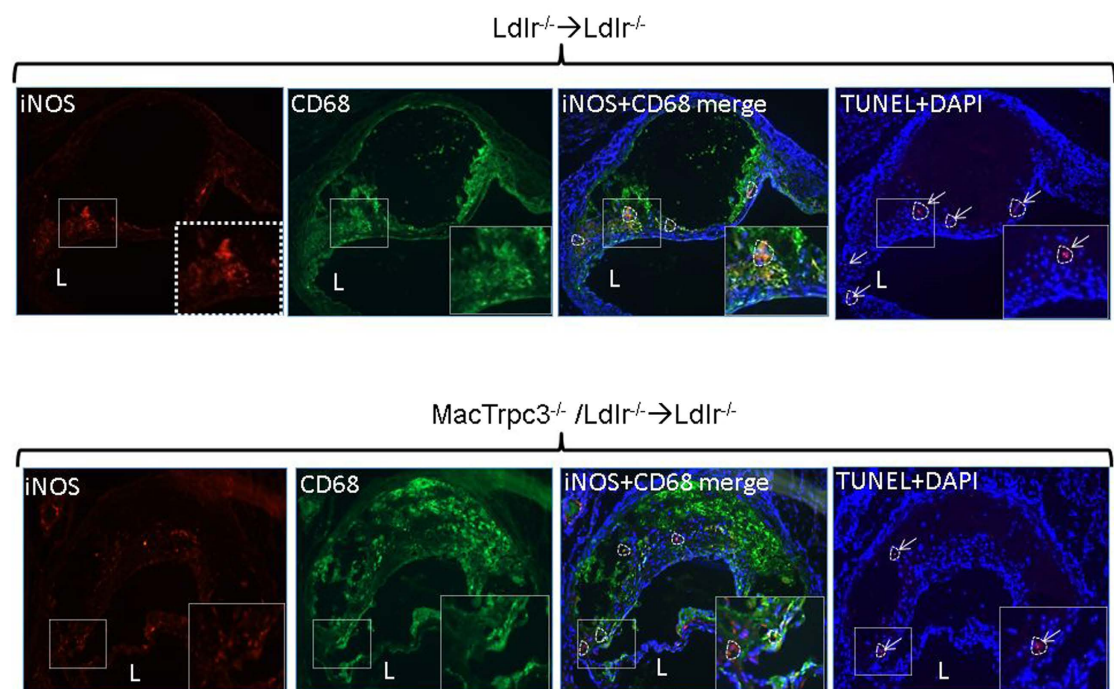 Ldlr⁻/⁻→Ldlr⁻/⁻
iNOS CD68 iNOS+CD68 merge TUNEL+DAPI
L L L L
MacTrpc3⁻/⁻ /Ldlr⁻/⁻→Ldlr⁻/⁻
iNOS CD68 iNOS+CD68 merge TUNEL+DAPI
L L L L